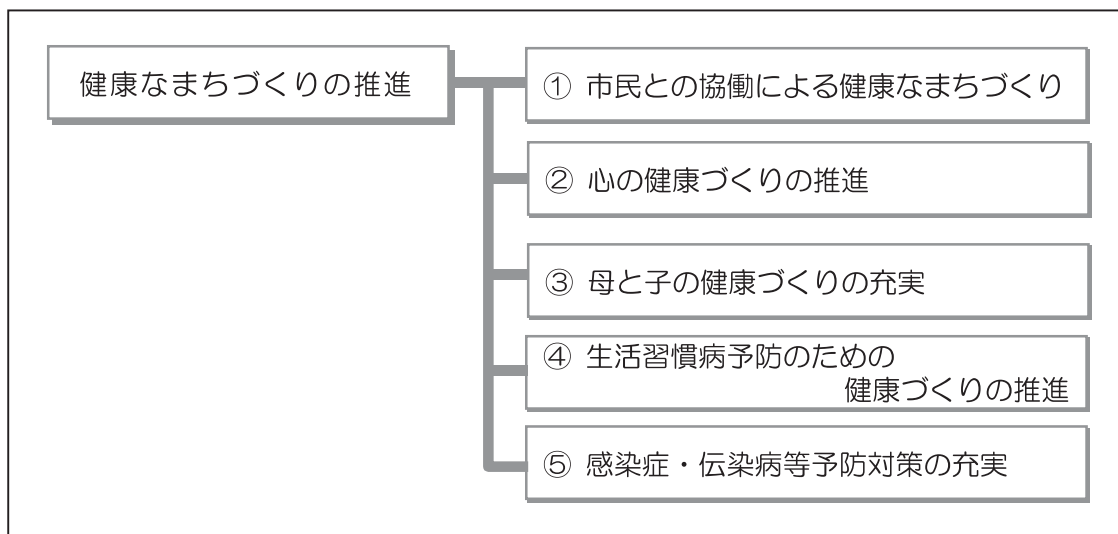 健康なまちづくりの推進
① 市民との協働による健康なまちづくり
② 心の健康づくりの推進
③ 母と子の健康づくりの充実
④ 生活習慣病予防のための
健康づくりの推進
⑤ 感染症・伝染病等予防対策の充実